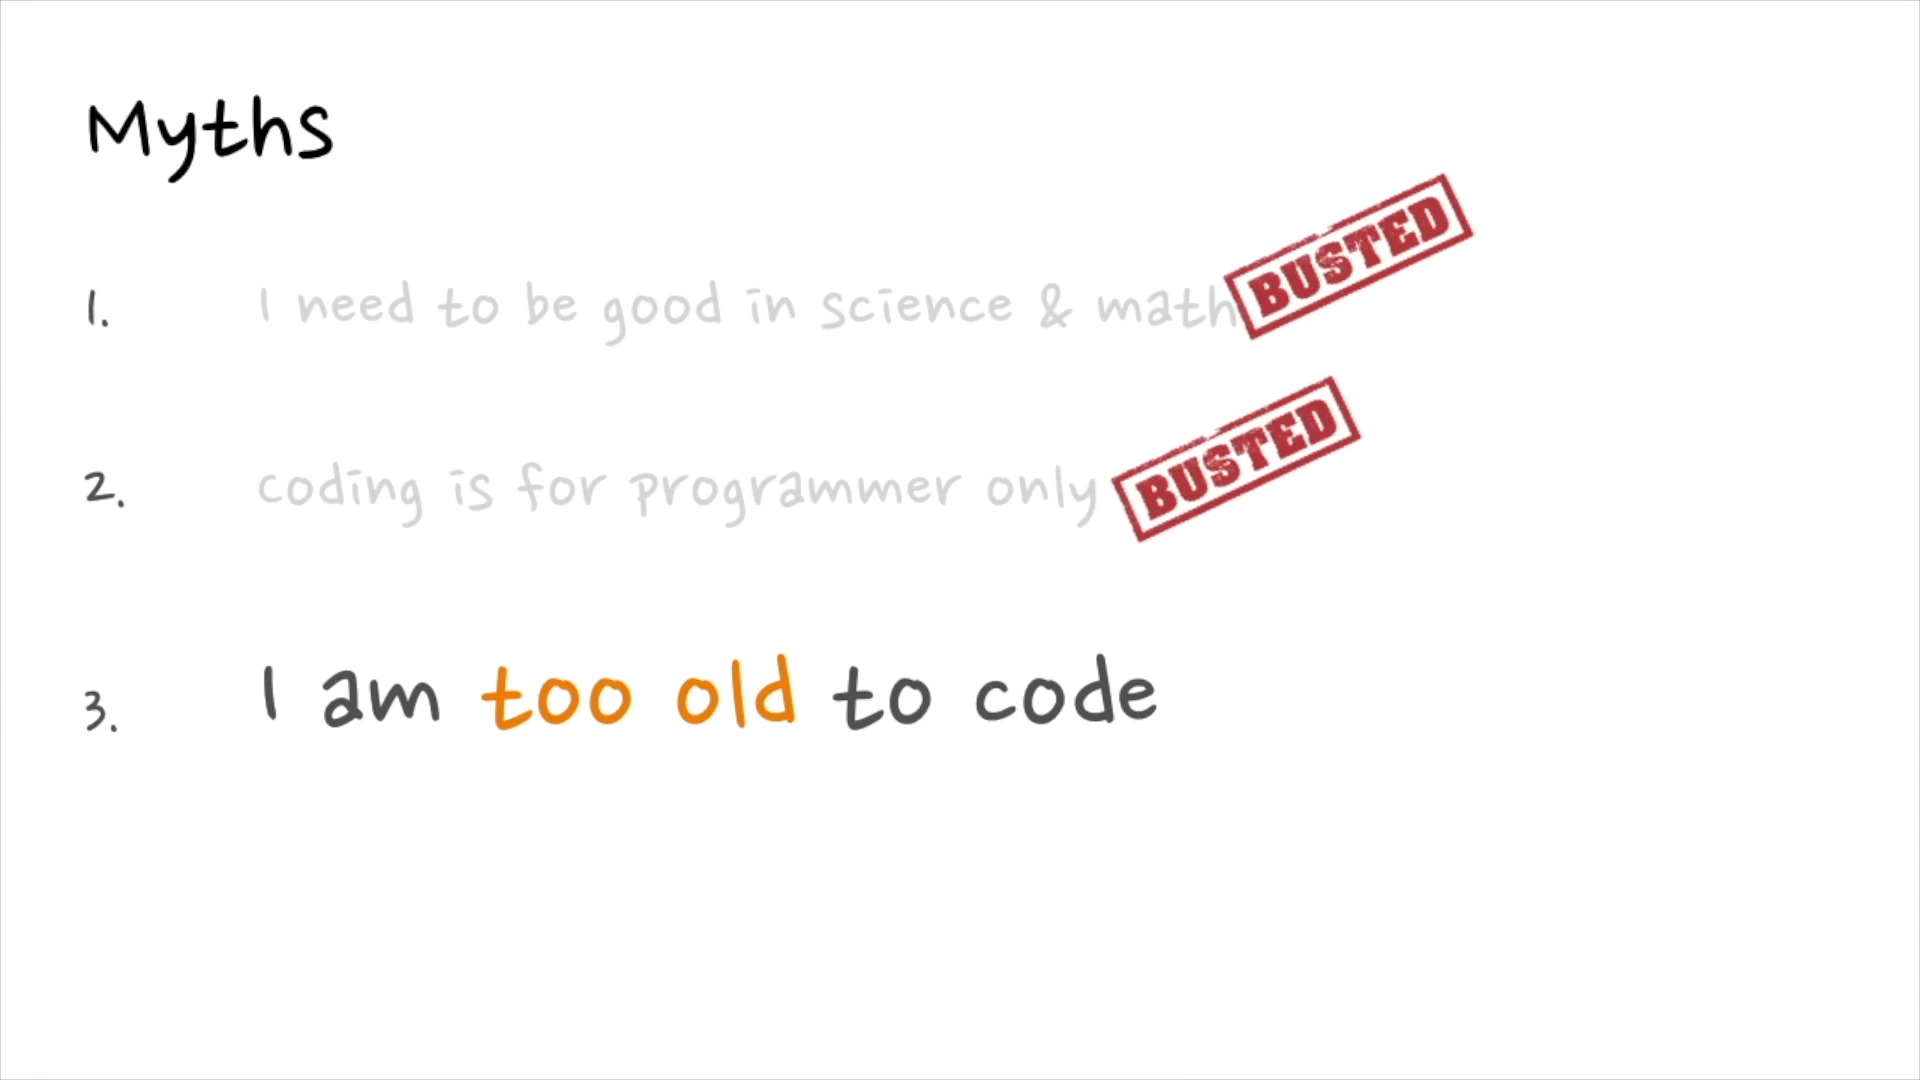 Myths
1. I need to be good in science & math BUSTED
2. coding is for programmer only BUSTED
3. I am too old to code